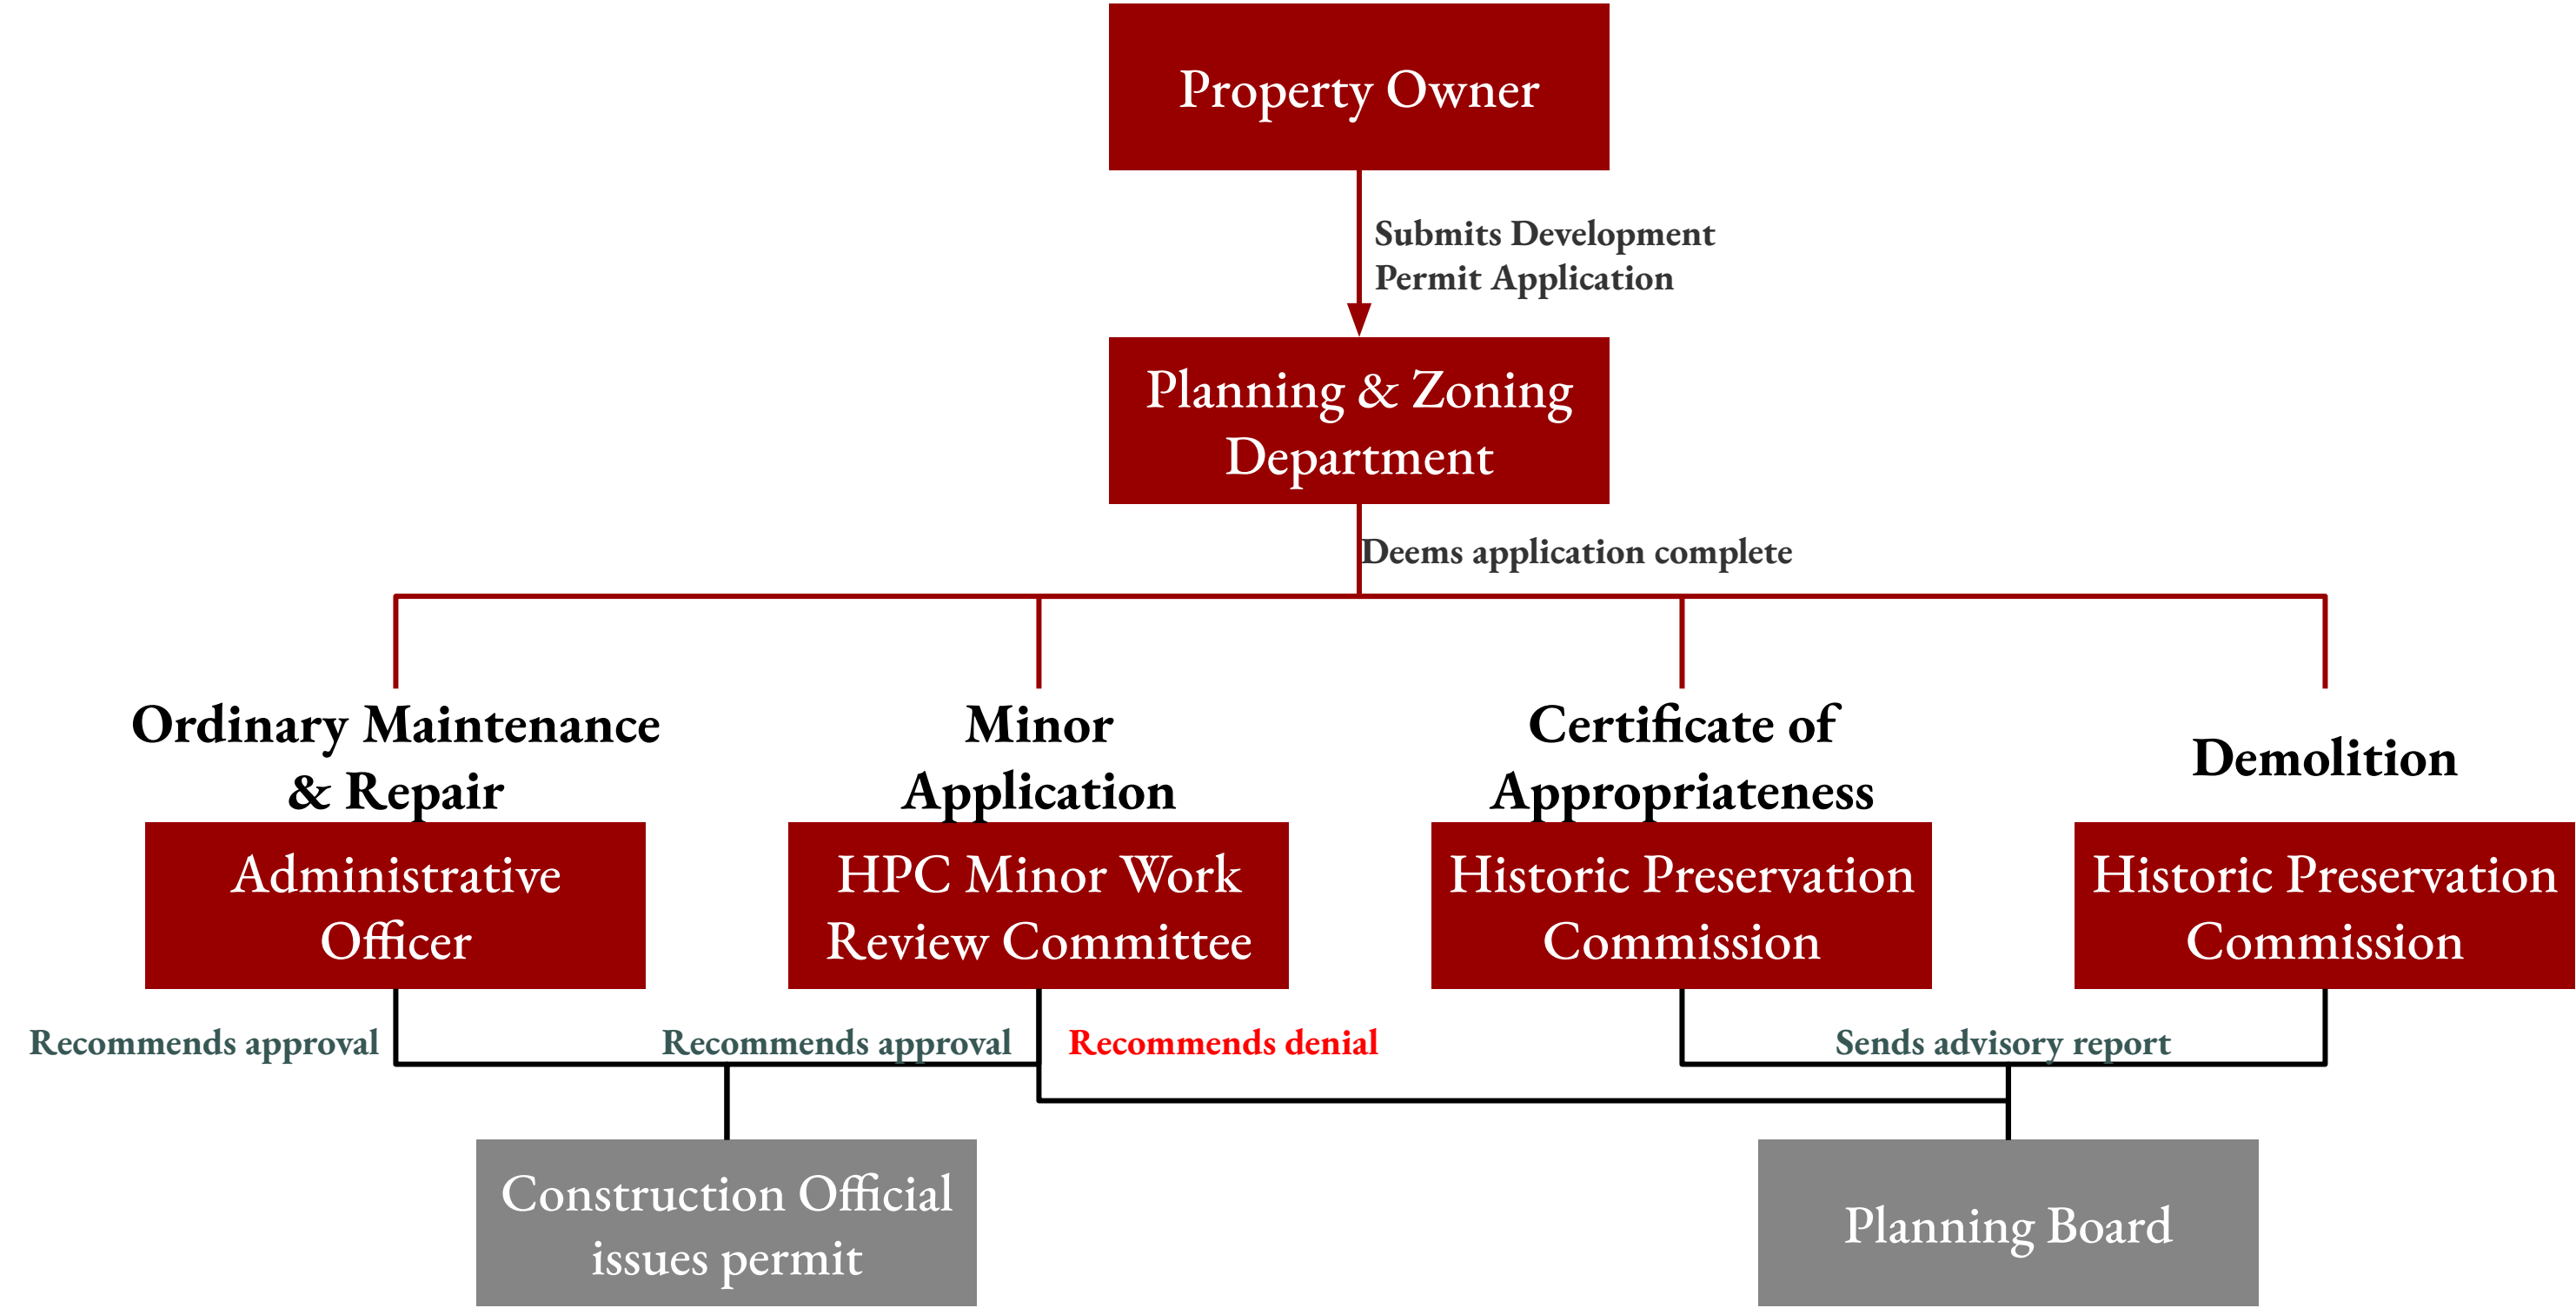 Property Owner
Submits Development
Permit Application
Planning & Zoning
Department
Deems application complete
Ordinary Maintenance
& Repair
Administrative
Officer
Minor
Application
HPC Minor Work
Review Committee
Certificate of
Appropriateness
Historic Preservation
Commission
Demolition
Historic Preservation
Commission
Recommends approval
Recommends approval
Recommends denial
Sends advisory report
Construction Official
issues permit
Planning Board